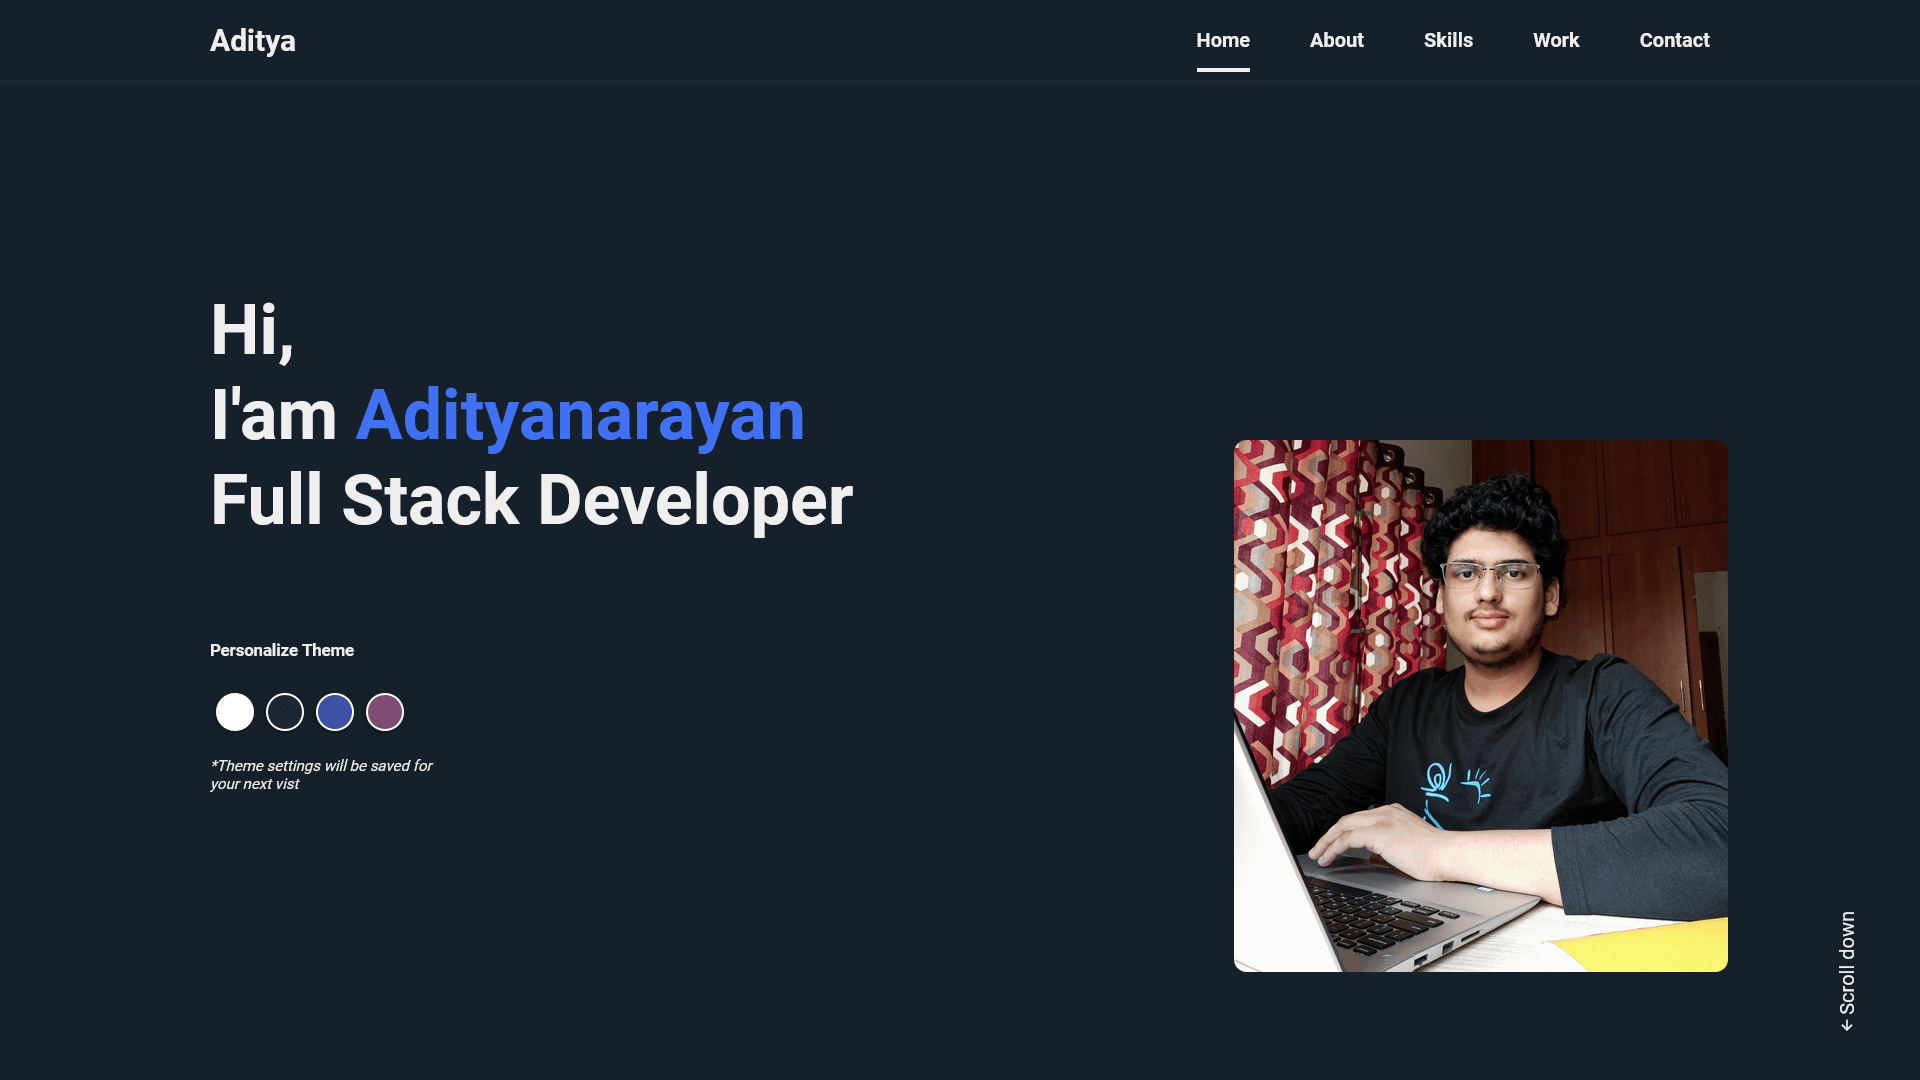 Aditya
Home
About
Skills
Work
Contact
Hi,
I'am Adityanarayan
Full Stack Developer
Personalize Theme
*Theme settings will be saved for
your next vist
← Scroll down